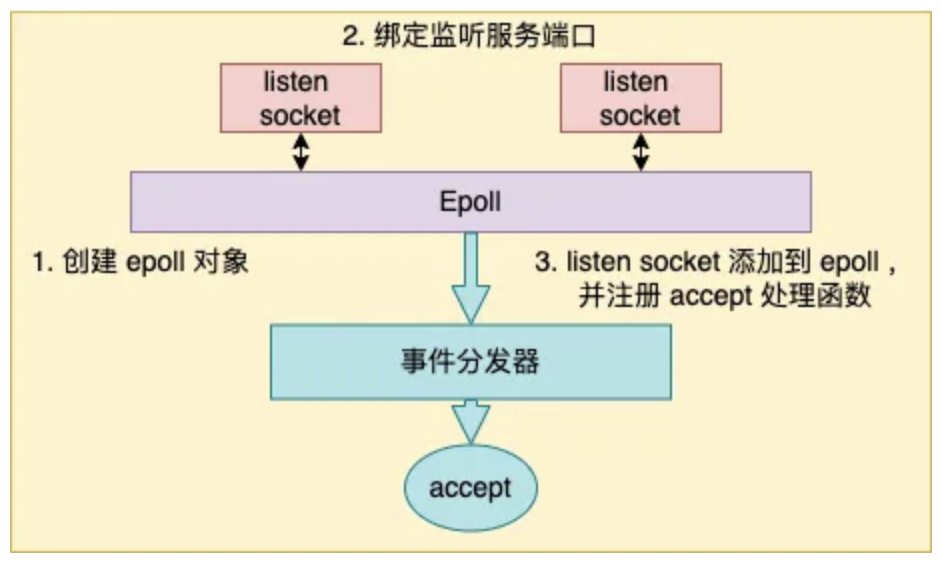 2. 绑定监听服务端口
listen
socket
listen
socket
Epoll
1. 创建 epoll 对象
3. listen socket 添加到 epoll ，
并注册 accept 处理函数
事件分发器
accept